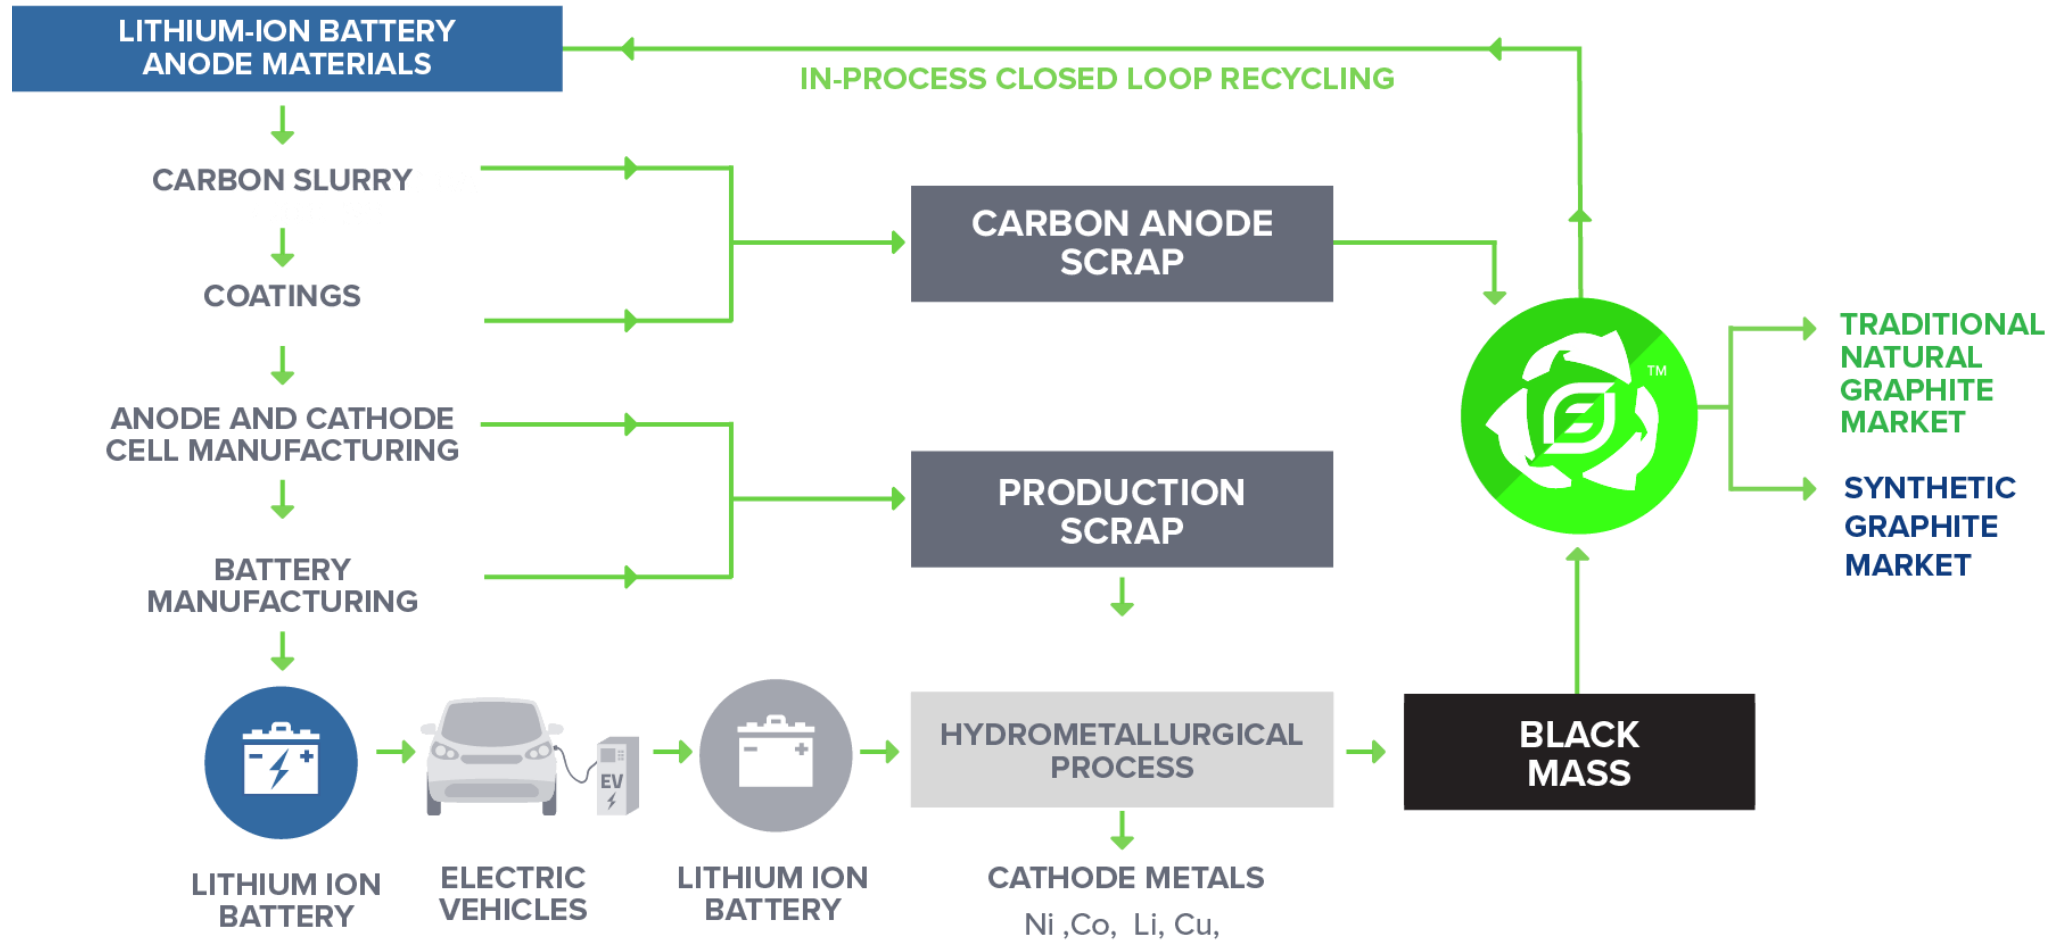 LITHIUM-ION BATTERY
ANODE MATERIALS
IN-PROCESS CLOSED LOOP RECYCLING
CARBON SLURRY
COATINGS
ANODE AND CATHODE
CELL MANUFACTURING
BATTERY
MANUFACTURING
CARBON ANODE
SCRAP
PRODUCTION
SCRAP
TM
TRADITIONAL
NATURAL
GRAPHITE
MARKET
SYNTHETIC
GRAPHITE
MARKET
EV
HYDROMETALLURGICAL
PROCESS
BLACK
MASS
LITHIUM ION
BATTERY
ELECTRIC
VEHICLES
LITHIUM ION
BATTERY
CATHODE METALS
Ni ,Co, Li, Cu,